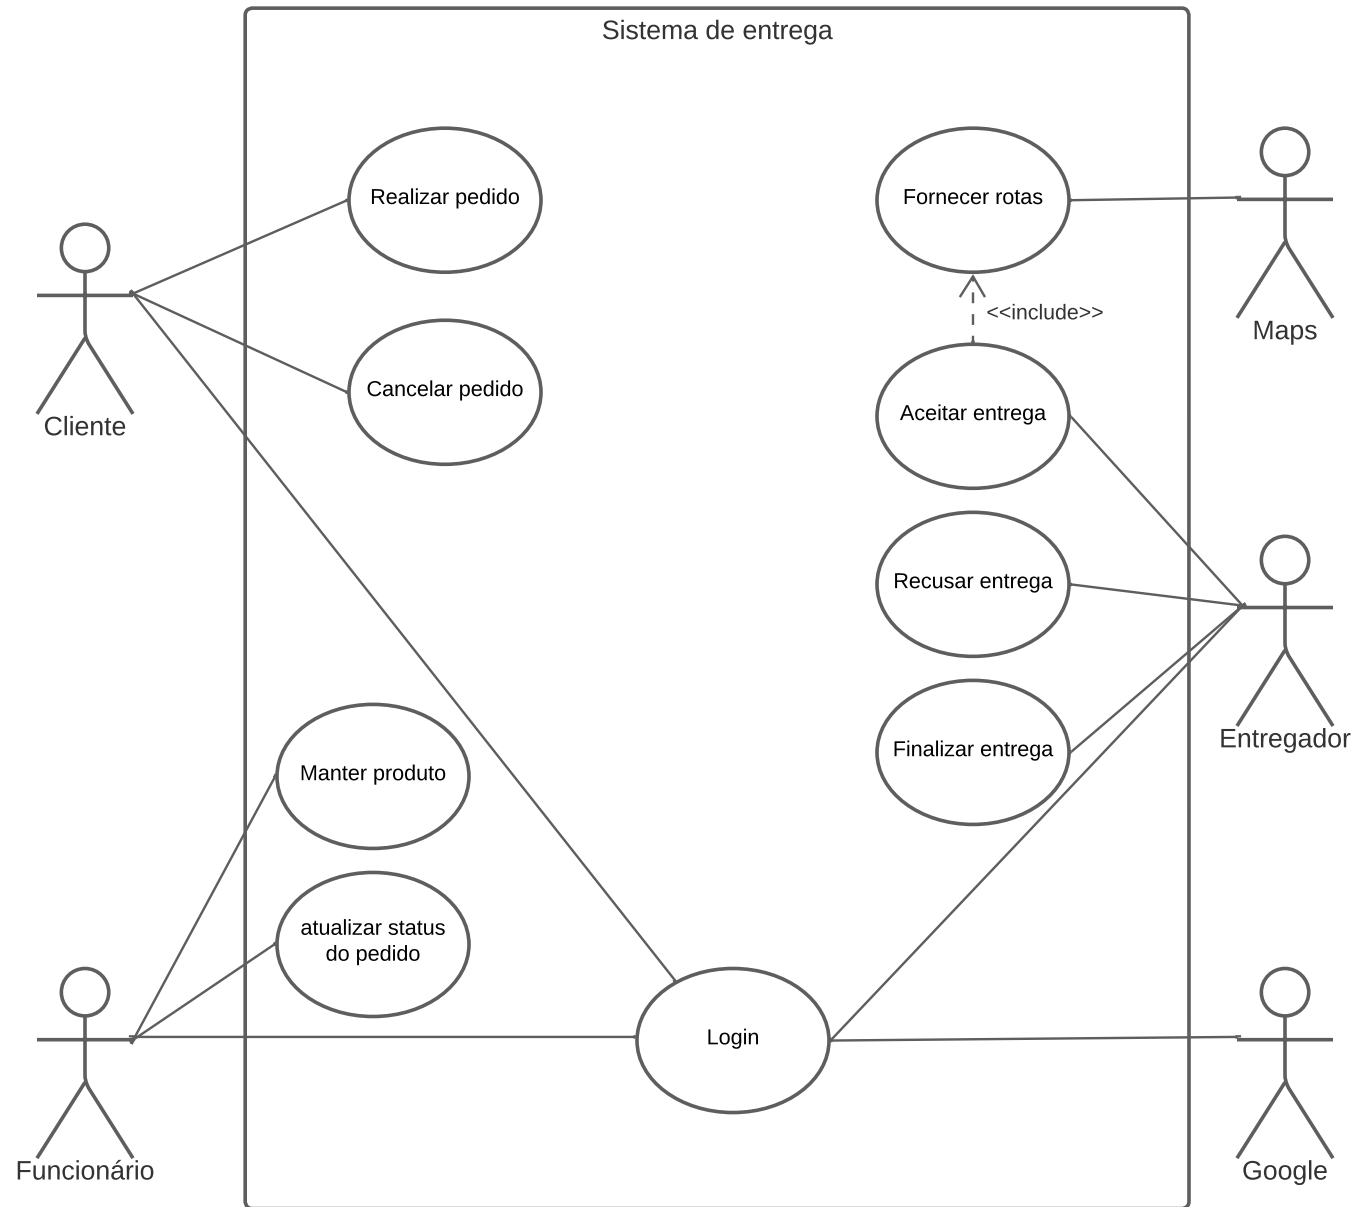 Sistema de entrega
Realizar pedido
Fornecer rotas
<<include>>
Maps
Cancelar pedido
Cliente
Aceitar entrega
Recusar entrega
Entregador
Finalizar entrega
Manter produto
atualizar status
do pedido
Login
Funcionário
Google